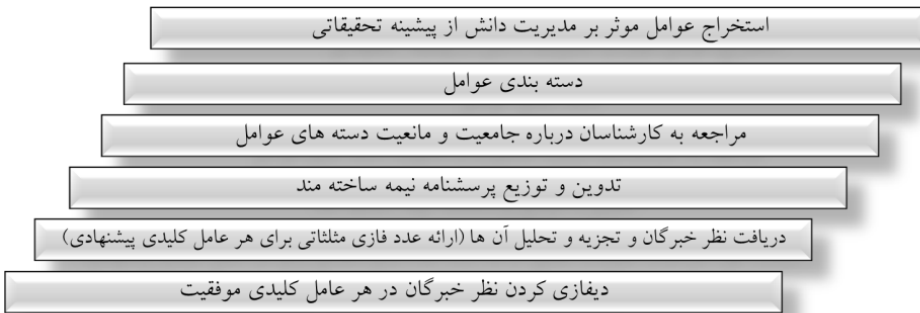 استخراج عوامل موثر بر مدیریت دانش از پیشینه تحقیقاتی
دسته بندی عوامل
مراجعه به کارشناسان درباره جامعیت و مانعیت دسته های عوامل
تدوین و توزیع پرسشنامه نیمه ساخته مند
دریافت نظر خبرگان و تجزیه و تحلیل آن ها (ارائه عدد فازی مثلثاتی برای هر عامل کلیدی پیشنهادی)
دیفازی کردن نظر خبرگان در هر عامل کلیدی موفقیت